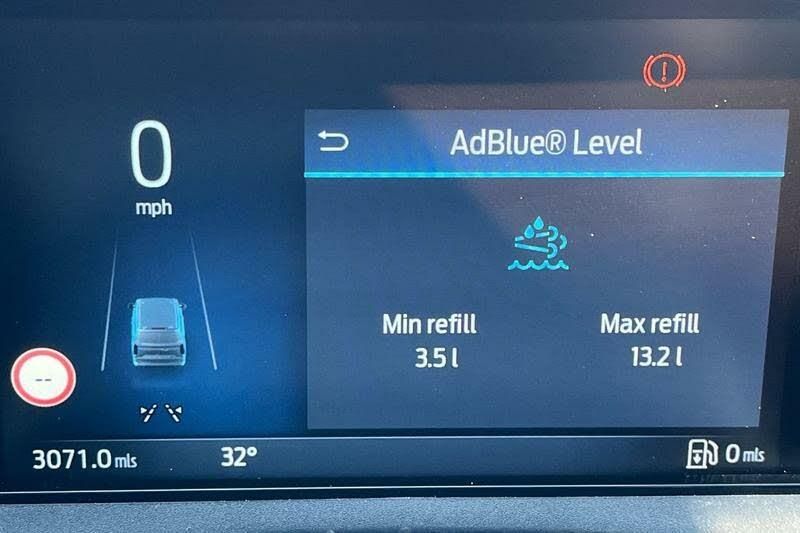 AdBlue® Level
0
mph
Min refill
3.5 l
Max refill
13.2 l
--
3071.0 mls
32°
0 mls